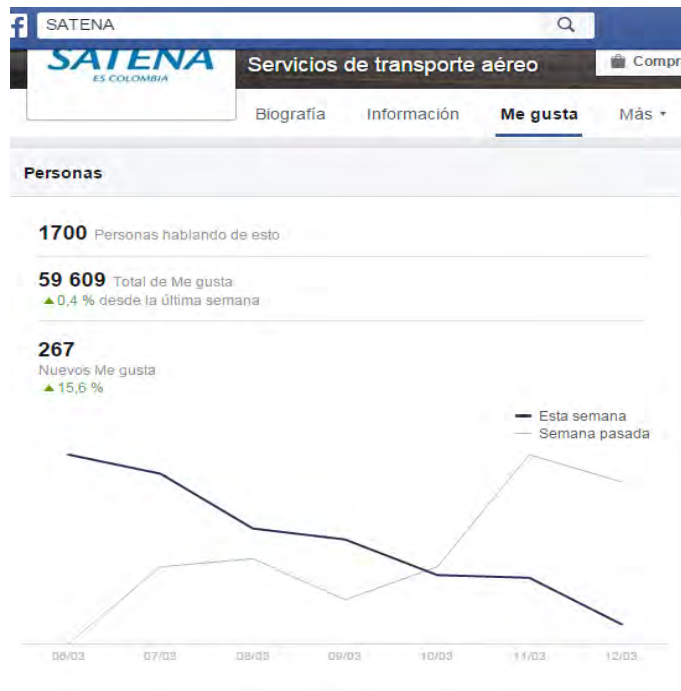 f SATENA
SATENA
ES COLOMBIA
Servicios de transporte aéreo
Compr
Biografía Información Me gusta Más
Personas
1700 Personas hablando de esto
59 609 Total de Me gusta
0,4 % desde la última semana
267
Nuevos Me gusta
15,6 %
Esta semana
Semana pasada
06/03 07/03 08/03 09/03 10/03 11/03 12/03